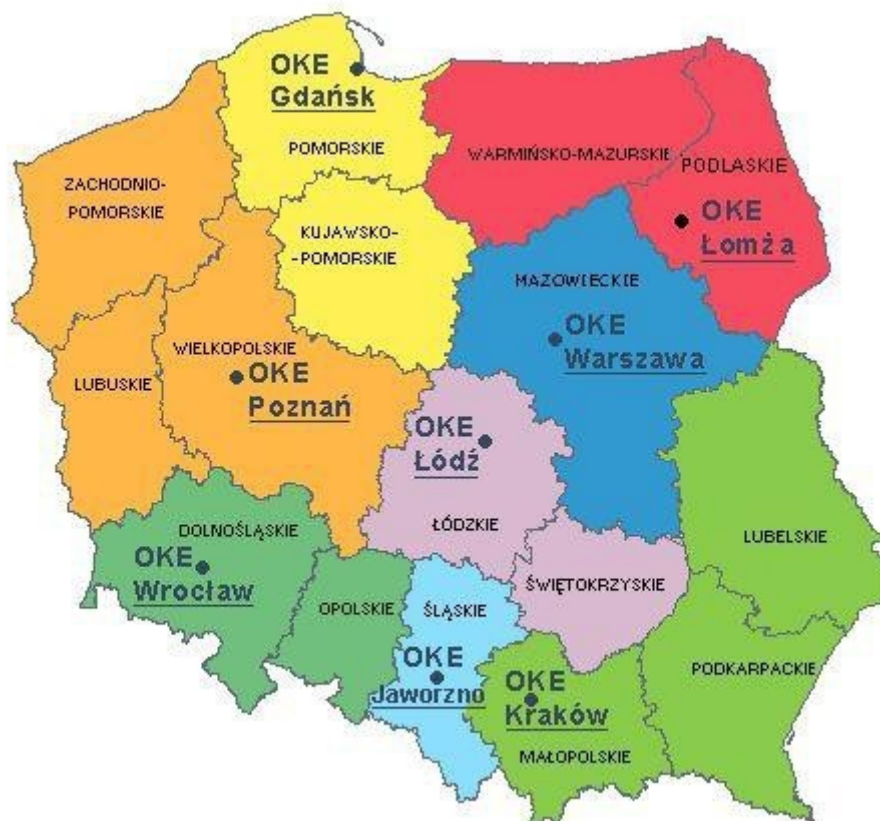 OKE
Gdańsk
POMORSKIE
WARMIŃSKO-MAZURSKIE
PODLASKIE
OKE
Łomża
ZACHODNIO-
POMORSKIE
KUJAWSKO-
-POMORSKIE
MAZOWIECKIE
OKE
Warszawa
WIELKOPOLSKIE
OKE
Poznań
LUBUSKIE
OKE
Łódź
ŁÓDZKIE
DOLNOŚLĄSKIE
OKE
Wrocław
LUBELSKIE
OPOLSKIE
ŚLĄSKIE
ŚWIĘTOKRZYSKIE
OKE
Jaworzno
OKE
Kraków
MAŁOPOLSKIE
PODKARPACKIE